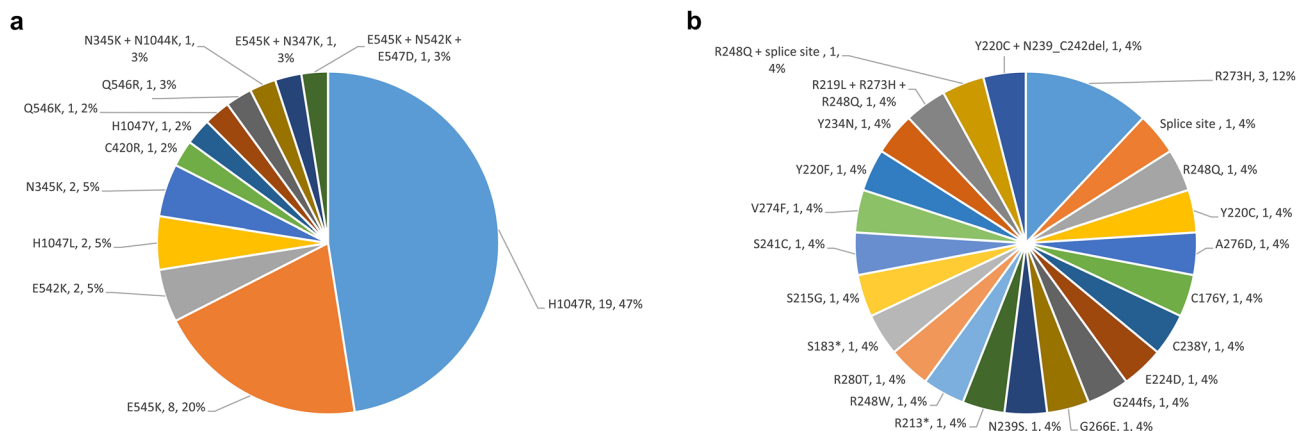 a
N345K + N1044K, 1,
3%
E545K + N347K, 1,
3%
E545K + N542K +
E547D, 1, 3%
Q546R, 1, 3%
Q546K, 1, 2%
H1047Y, 1, 2%
C420R, 1, 2%
N345K, 2, 5%
H1047L, 2, 5%
E542K, 2, 5%
E545K, 8, 20%
H1047R, 19, 47%
b
R248Q + splice site , 1,
4%
Y220C + N239_C242del, 1, 4%
R219L + R273H +
R248Q, 1, 4%
Y234N, 1, 4%
Y220F, 1, 4%
V274F, 1, 4%
S241C, 1, 4%
S215G, 1, 4%
S183*, 1, 4%
R280T, 1, 4%
R248W, 1, 4%
R213*, 1, 4%
N239S, 1, 4%
G266E, 1, 4%
G244fs, 1, 4%
E224D, 1, 4%
C238Y, 1, 4%
C176Y, 1, 4%
A276D, 1, 4%
Y220C, 1, 4%
R248Q, 1, 4%
Splice site , 1, 4%
R273H, 3, 12%